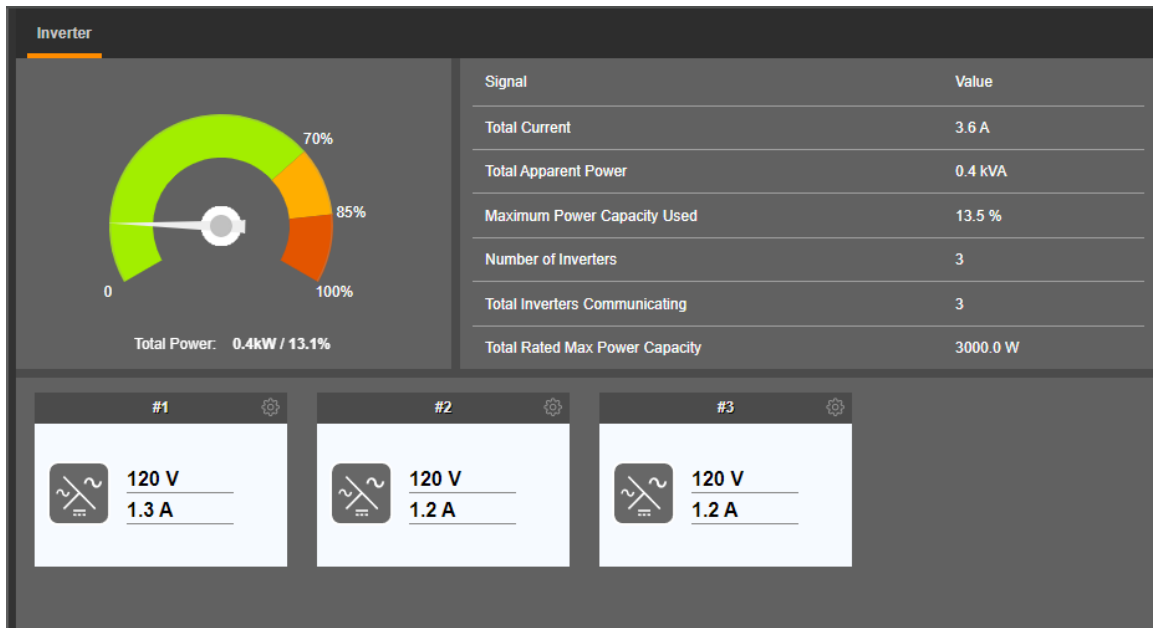 Inverter
70%
85%
0
100%
Total Power: 0.4kW / 13.1%
Signal Value
Total Current 3.6 A
Total Apparent Power 0.4 kVA
Maximum Power Capacity Used 13.5 %
Number of Inverters 3
Total Inverters Communicating 3
Total Rated Max Power Capacity 3000.0 W
#1 #2 #3
120 V 120 V 120 V
1.3 A 1.2 A 1.2 A